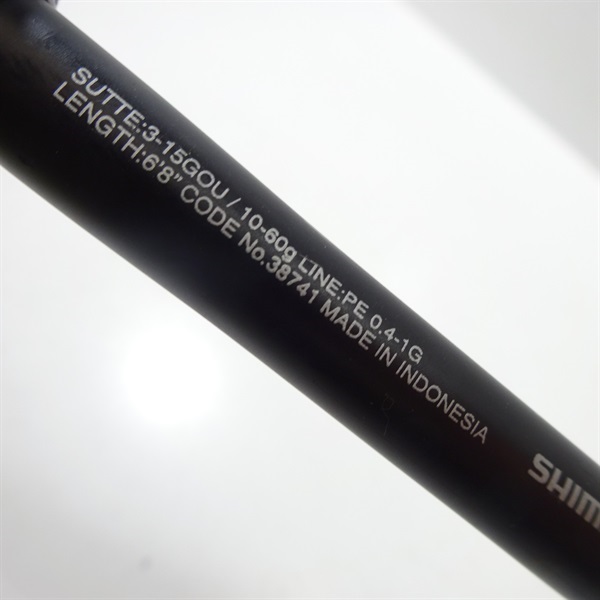 SUTTE:3-15GOU / 10-60g LINE:PE 0.4-1G
LENGTH:6'8" CODE No.38741 MADE IN INDONESIA
SHIM